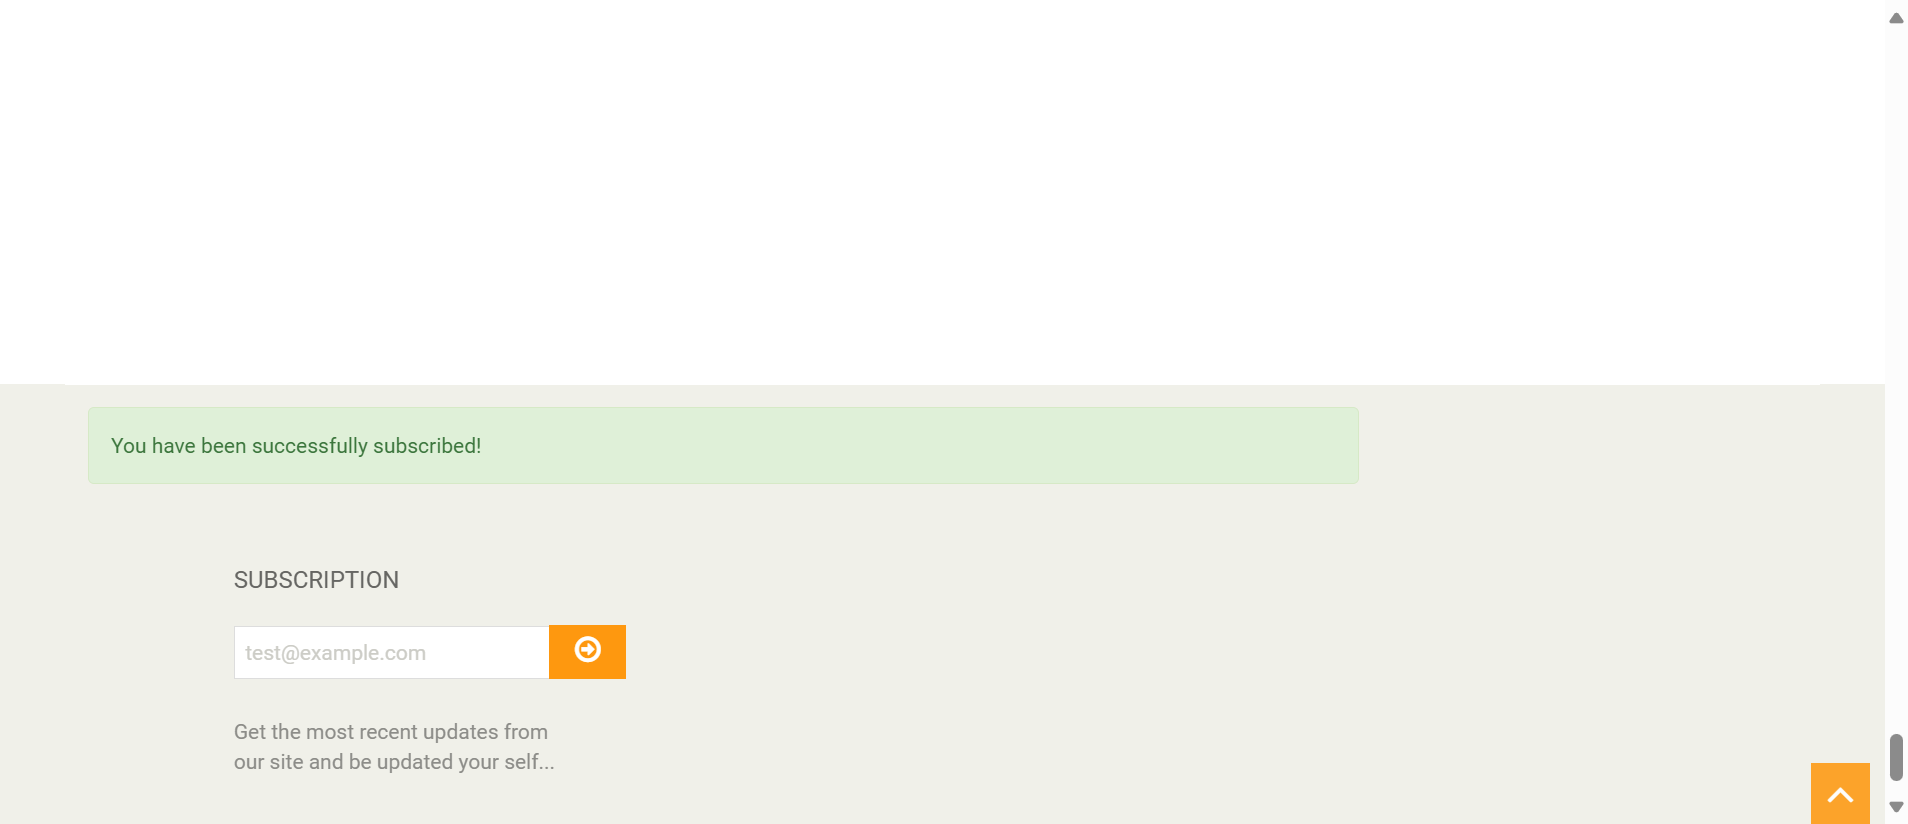 You have been successfully subscribed!
SUBSCRIPTION
test@example.com
Get the most recent updates from
our site and be updated your self...